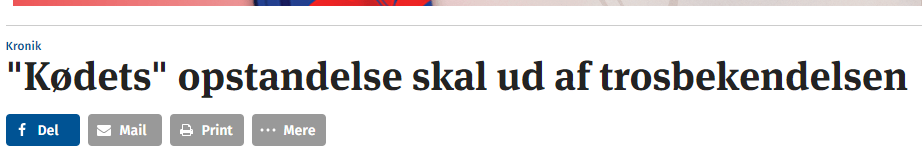 Kronik
"Kødets" opstandelse skal ud af trosbekendelsen
Del Mail Print Mere